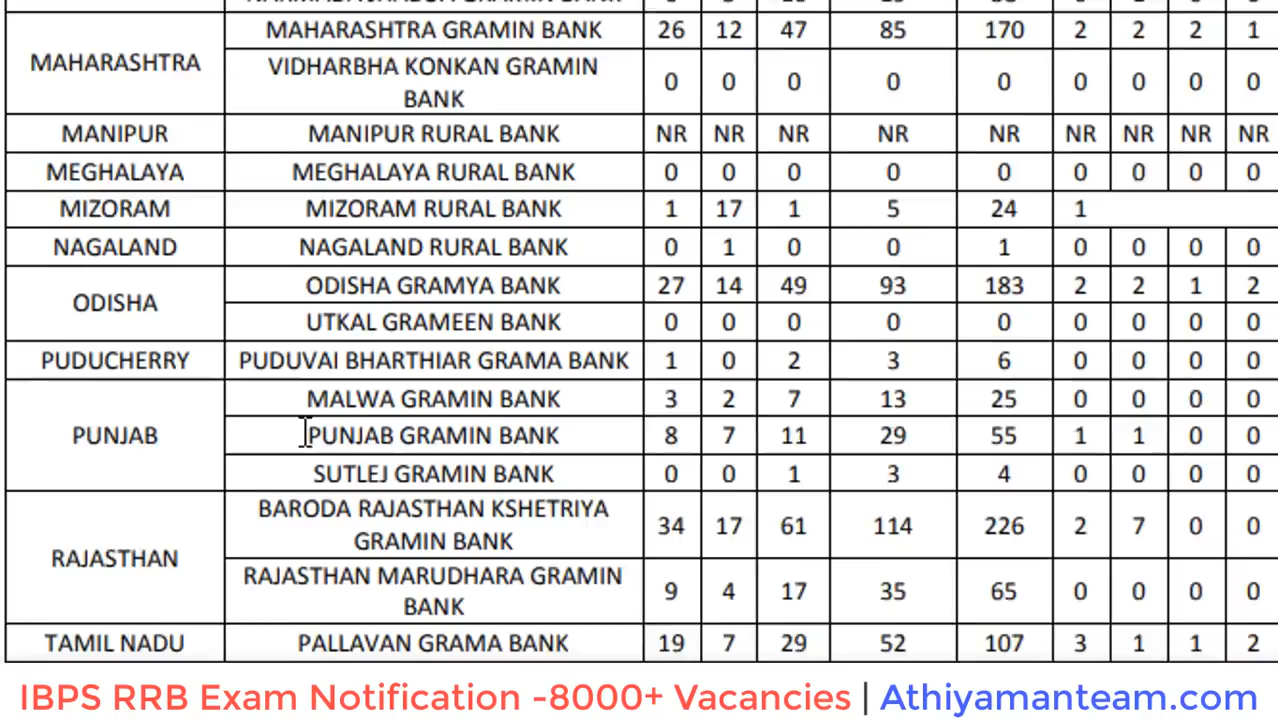 MAHARASHTRA GRAMIN BANK 26 12 47 85 170 2 2 2 1
MAHARASHTRA
VIDHARBHA KONKAN GRAMIN
BANK 0 0 0 0 0 0 0 0 0
MANIPUR MANIPUR RURAL BANK NR NR NR NR NR NR NR NR NR
MEGHALAYA MEGHALAYA RURAL BANK 0 0 0 0 0 0 0 0 0
MIZORAM MIZORAM RURAL BANK 1 17 1 5 24 1
NAGALAND NAGALAND RURAL BANK 0 1 0 0 1 0 0 0 0
ODISHA
ODISHA GRAMYA BANK 27 14 49 93 183 2 2 1 2
UTKAL GRAMEEN BANK 0 0 0 0 0 0 0 0 0
PUDUCHERRY PUDUVAI BHARTHIAR GRAMA BANK 1 0 2 3 6 0 0 0 0
PUNJAB
MALWA GRAMIN BANK 3 2 7 13 25 0 0 0 0
PUNJAB GRAMIN BANK 8 7 11 29 55 1 1 0 0
SUTLEJ GRAMIN BANK 0 0 1 3 4 0 0 0 0
RAJASTHAN
BARODA RAJASTHAN KSHETRIYA
GRAMIN BANK 34 17 61 114 226 2 7 0 0
RAJASTHAN MARUDHARA GRAMIN
BANK 9 4 17 35 65 0 0 0 0
TAMIL NADU PALLAVAN GRAMA BANK 19 7 29 52 107 3 1 1 2
IBPS RRB Exam Notification -8000+ Vacancies | Athiyamanteam.com